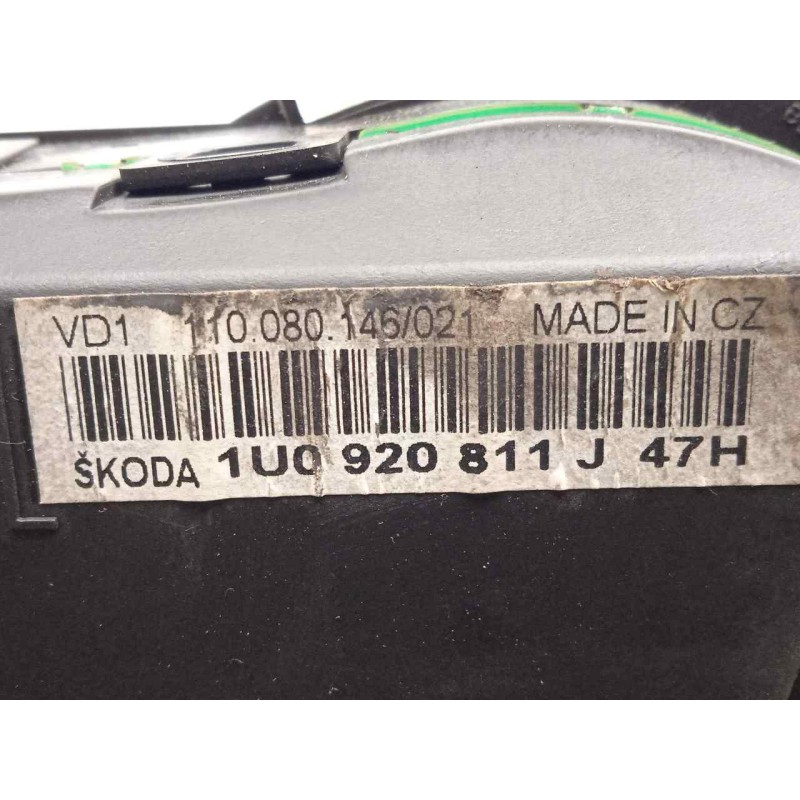 VD1 110.080.146/021 MADE IN CZ
ŠKODA 1U0 920 811 J 47H